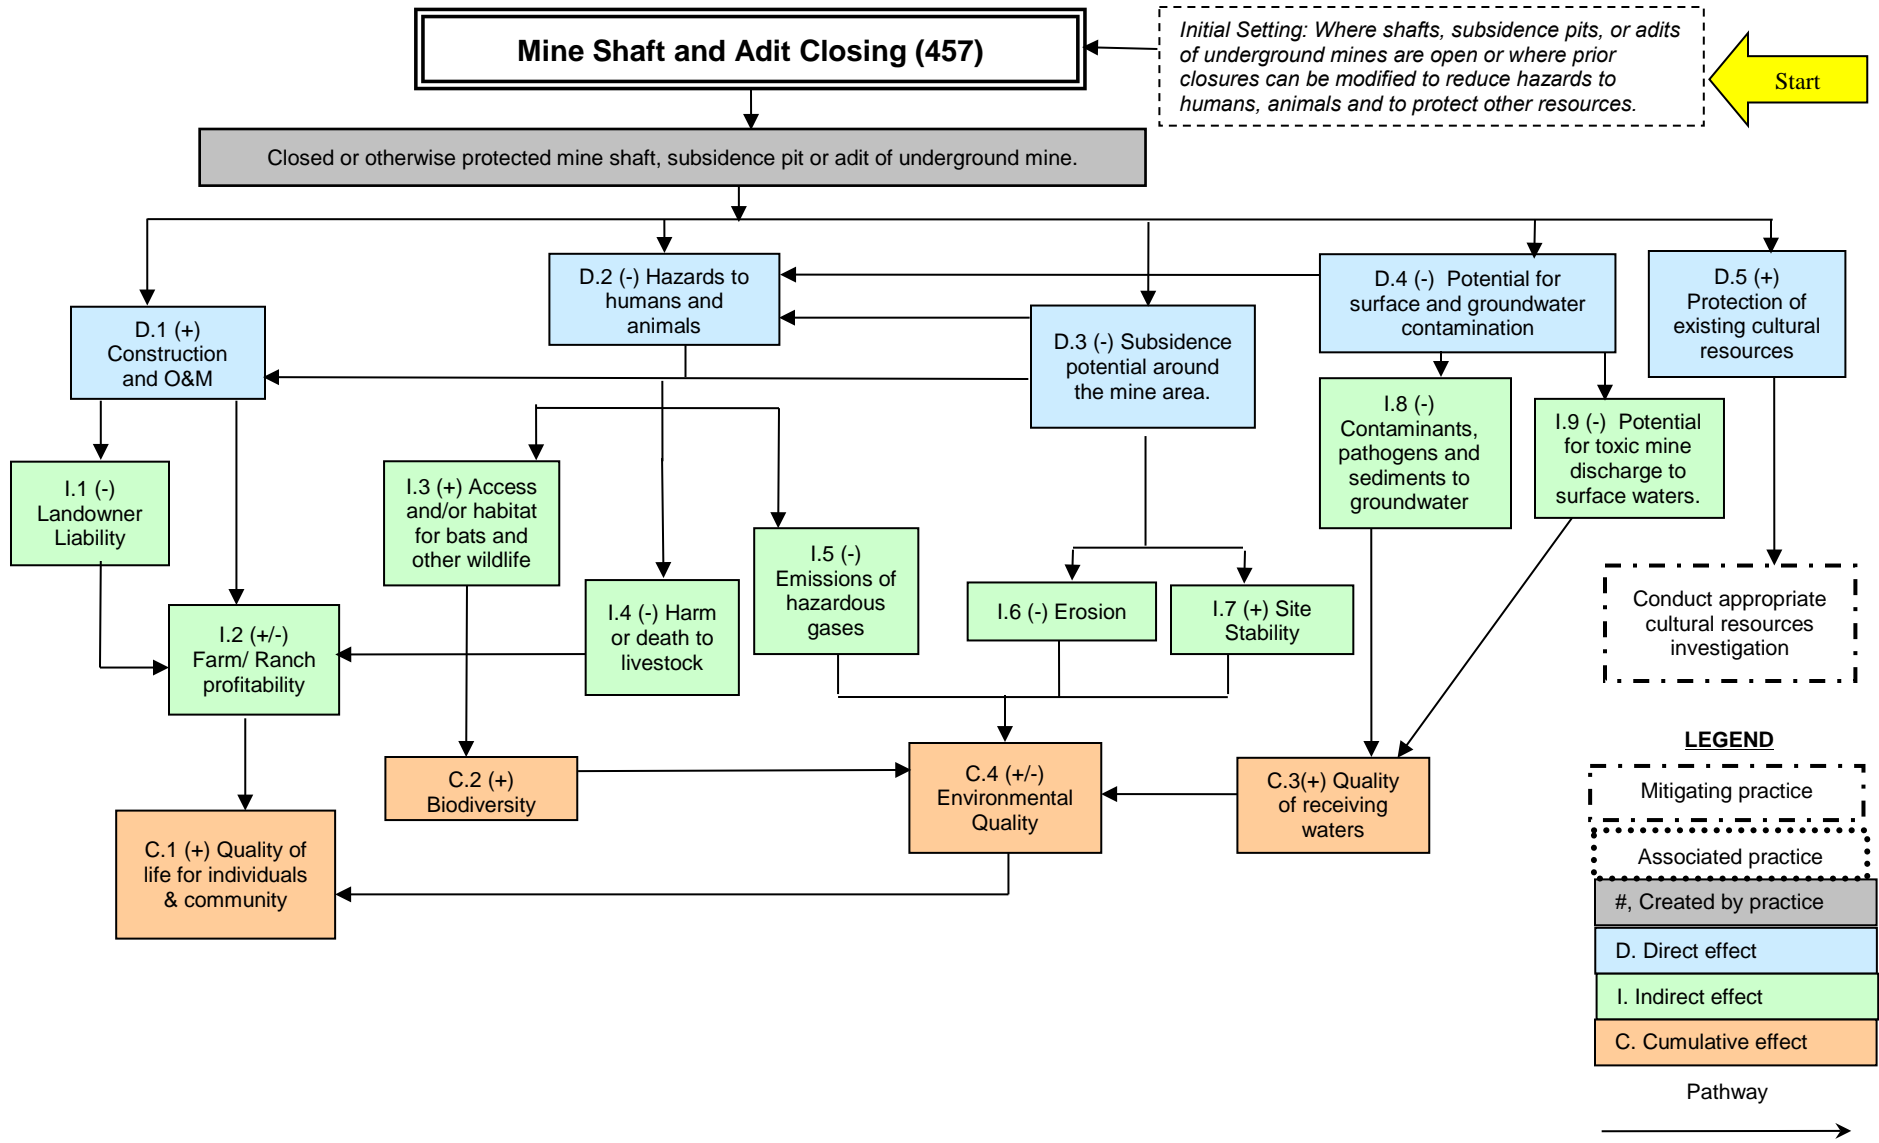 Mine Shaft and Adit Closing (457)
Initial Setting: Where shafts, subsidence pits, or adits
of underground mines are open or where prior
closures can be modified to reduce hazards to
humans, animals and to protect other resources.
Start
Closed or otherwise protected mine shaft, subsidence pit or adit of underground mine.
D.1 (+)
Construction
and O&M
D.2 (-) Hazards to
humans and
animals
D.3 (-) Subsidence
potential around
the mine area.
D.4 (-) Potential for
surface and groundwater
contamination
D.5 (+)
Protection of
existing cultural
resources
I.1 (-)
Landowner
Liability
I.2 (+/-)
Farm/ Ranch
profitability
I.3 (+) Access
and/or habitat
for bats and
other wildlife
I.4 (-) Harm
or death to
livestock
I.5 (-)
Emissions of
hazardous
gases
I.6 (-) Erosion
I.7 (+) Site
Stability
I.8 (-)
Contaminants,
pathogens and
sediments to
groundwater
I.9 (-) Potential
for toxic mine
discharge to
surface waters.
Conduct appropriate
cultural resources
investigation
C.1 (+) Quality of
life for individuals
& community
C.2 (+)
Biodiversity
C.4 (+/-)
Environmental
Quality
C.3(+) Quality
of receiving
waters
LEGEND
Mitigating practice
Associated practice
#, Created by practice
D. Direct effect
I. Indirect effect
C. Cumulative effect
Pathway